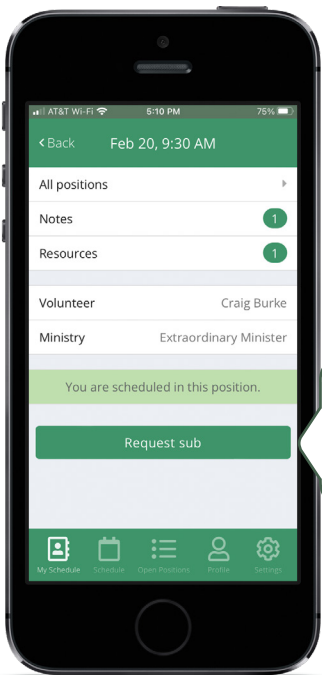 AT&T Wi-Fi 5:10 PM 75%
Back Feb 20, 9:30 AM
All positions
Notes 1
Resources 1
Volunteer Craig Burke
Ministry Extraordinary Minister
You are scheduled in this position.
Request sub
My Schedule Schedule Open Positions Profile Settings